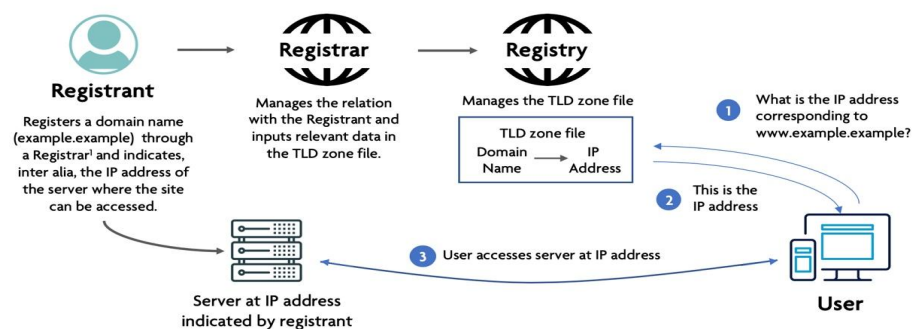 Registrant
Registers a domain name
(example.example) through
a Registrar¹ and indicates,
inter alia, the IP address of
the server where the site
can be accessed.
Registrar
Manages the relation
with the Registrant and
inputs relevant data in
the TLD zone file.
Registry
Manages the TLD zone file
TLD zone file
Domain
Name
IP
Address
1
What is the IP address
corresponding to
www.example.example?
2
This is the
IP address
3
User accesses server at IP address
Server at IP address
indicated by registrant
User